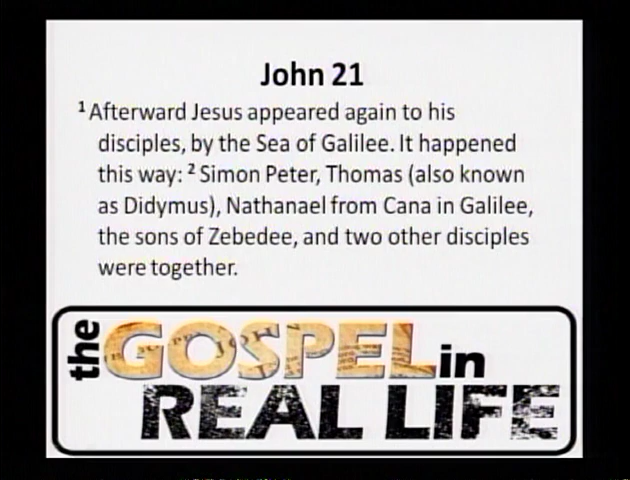 John 21
¹ Afterward Jesus appeared again to his
disciples, by the Sea of Galilee. It happened
this way: ² Simon Peter, Thomas (also known
as Didymus), Nathanael from Cana in Galilee,
the sons of Zebedee, and two other disciples
were together.
the GOSPEL in
REAL LIFE